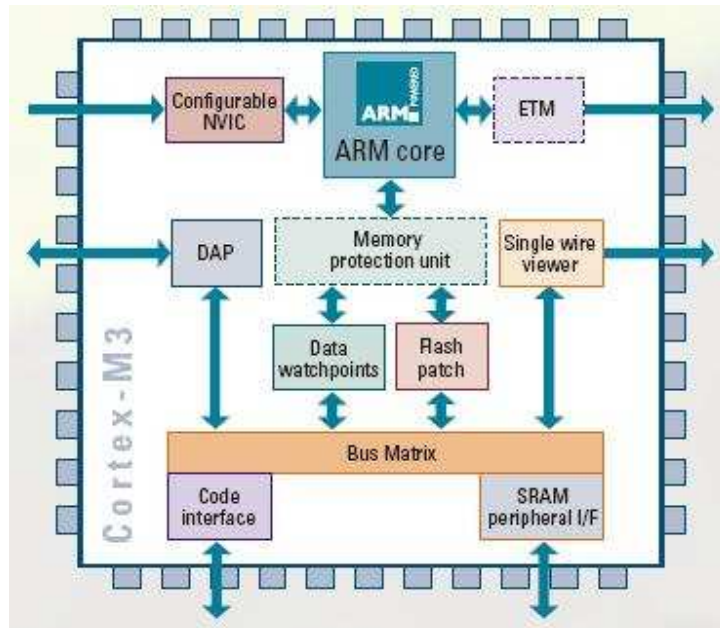 Configurable
NVIC
ARM
POWERED
ARM core
ETM
DAP
Memory
protection unit
Single wire
viewer
Data
watchpoints
Flash
patch
Cortex-M3
Bus Matrix
Code
interface
SRAM
peripheral I/F